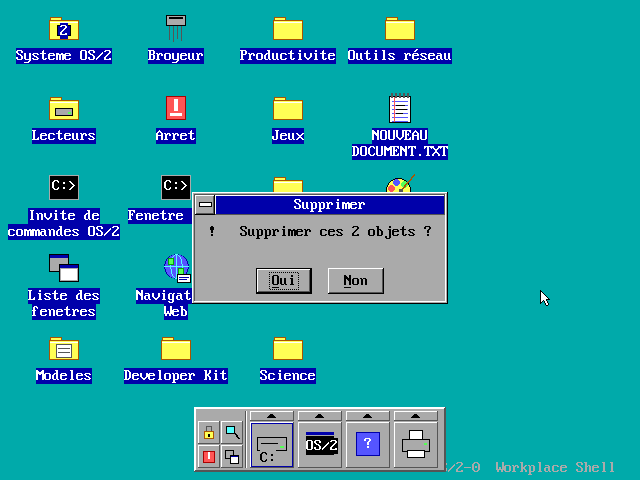 2
Systeme OS/2
Broyeur
Productivite
Outils réseau
Lecteurs
Arret
Jeux
NOUVEAU
DOCUMENT.TXT
C:>
C:>
Invite de
commandes OS/2
Fenetre
Supprimer
! Supprimer ces 2 objets ?
Oui
Non
Liste des
fenetres
Web
Modeles
Developer Kit
Science
C:
OS/2
?
Workplace Shell